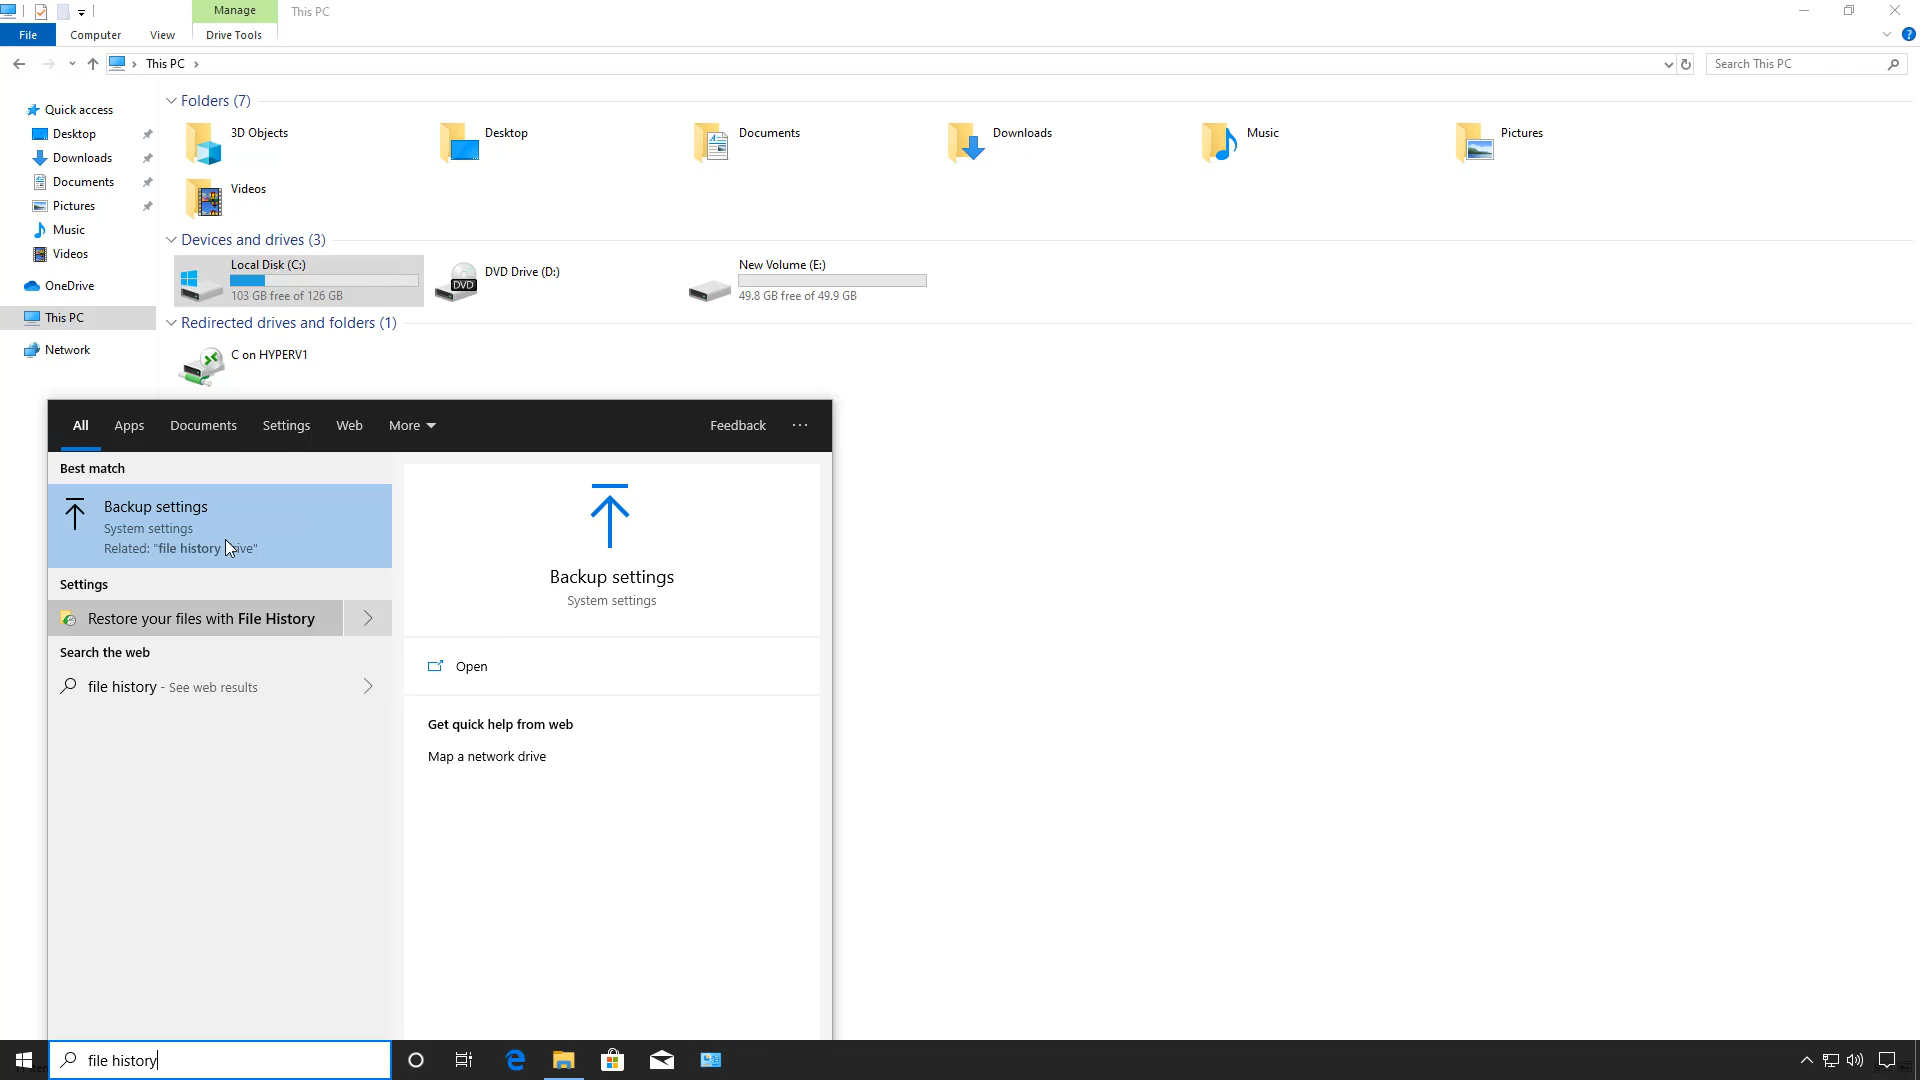 Manage
This PC
File
Computer
View
Drive Tools
This PC
Search This PC
Quick access
Desktop
Downloads
Documents
Pictures
Music
Videos
OneDrive
This PC
Network
Folders (7)
3D Objects
Desktop
Documents
Downloads
Music
Pictures
Videos
Devices and drives (3)
Local Disk (C:)
103 GB free of 126 GB
DVD Drive (D:)
DVD
New Volume (E:)
49.8 GB free of 49.9 GB
Redirected drives and folders (1)
C on HYPERV1
All
Apps
Documents
Settings
Web
More
Feedback
Best match
Backup settings
System settings
Related: "file history
Settings
Restore your files with File History
Search the web
file history - See web results
Backup settings
System settings
Open
Get quick help from web
Map a network drive
file history